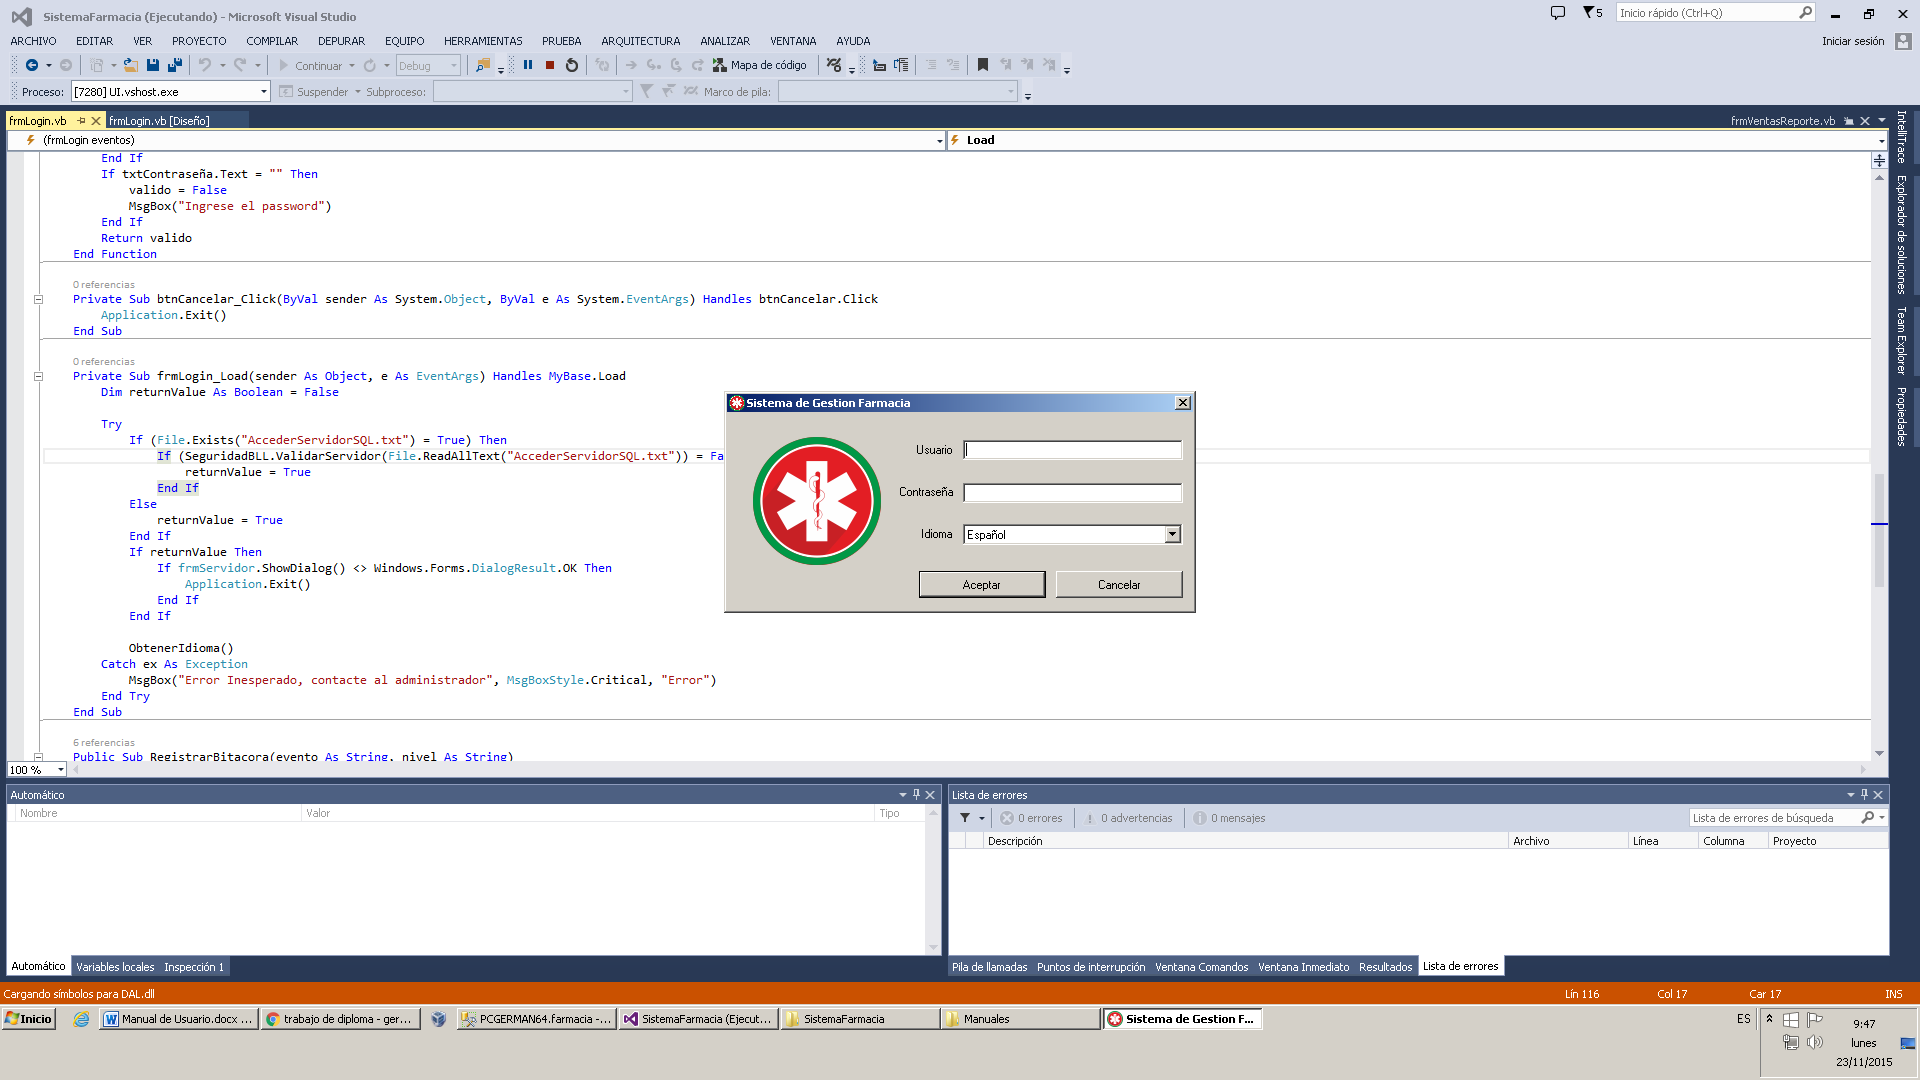 SistemaFarmacia (Ejecutando) - Microsoft Visual Studio
5
Inicio rápido (Ctrl+Q)
ARCHIVO EDITAR VER PROYECTO COMPILAR DEPURAR EQUIPO HERRAMIENTAS PRUEBA ARQUITECTURA ANALIZAR VENTANA AYUDA
Iniciar sesión
Continuar
Debug
Mapa de código
Proceso: [7280] UI.vshost.exe
Suspender
Subproceso:
Marco de pila:
frmLogin.vb
frmLogin.vb [Diseño]
frmVentasReporte.vb
(frmLogin eventos)
Load
End If
If txtContraseña.Text = "" Then
valido = False
MsgBox("Ingrese el password")
End If
Return valido
End Function
0 referencias
Private Sub btnCancelar_Click(ByVal sender As System.Object, ByVal e As System.EventArgs) Handles btnCancelar.Click
Application.Exit()
End Sub
0 referencias
Private Sub frmLogin_Load(sender As Object, e As EventArgs) Handles MyBase.Load
Dim returnValue As Boolean = False
Try
If (File.Exists("AccederServidorSQL.txt") = True) Then
If (SeguridadBLL.ValidarServidor(File.ReadAllText("AccederServidorSQL.txt")) = Fa
returnValue = True
End If
Else
returnValue = True
End If
If returnValue Then
If frmServidor.ShowDialog() <> Windows.Forms.DialogResult.OK Then
Application.Exit()
End If
End If
ObtenerIdioma()
Catch ex As Exception
MsgBox("Error Inesperado, contacte al administrador", MsgBoxStyle.Critical, "Error")
End Try
End Sub
6 referencias
Public Sub RegistrarBitacora(evento As String, nivel As String)
100 %
Sistema de Gestion Farmacia
Usuario
Contraseña
Idioma
Español
Aceptar
Cancelar
IntelliTrace
Explorador de soluciones
Team Explorer
Propiedades
Automático
Nombre Valor Tipo
Automático Variables locales Inspección 1
Lista de errores
0 errores
0 advertencias
0 mensajes
Lista de errores de búsqueda
Descripción Archivo Línea Columna Proyecto
Pila de llamadas Puntos de interrupción Ventana Comandos Ventana Inmediato Resultados Lista de errores
Cargando símbolos para DAL.dll
Lín 116
Col 17
Car 17
INS
Inicio
Manual de Usuario.docx ...
trabajo de diploma - ger...
PCGERMAN64.farmacia -...
SistemaFarmacia (Ejecut...
SistemaFarmacia
Manuales
Sistema de Gestion F...
ES
9:47
lunes
23/11/2015